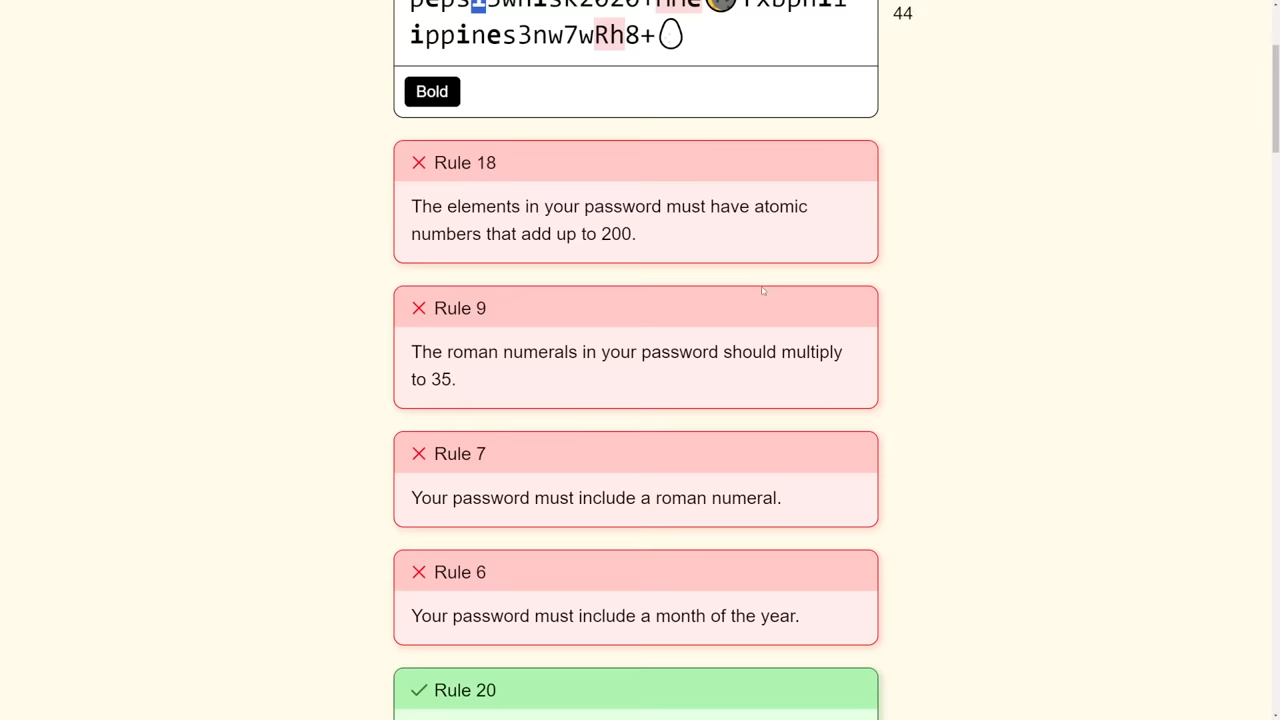 44
ippines3nw7wRh8+🥚
Bold
Rule 18
The elements in your password must have atomic
numbers that add up to 200.
Rule 9
The roman numerals in your password should multiply
to 35.
Rule 7
Your password must include a roman numeral.
Rule 6
Your password must include a month of the year.
Rule 20